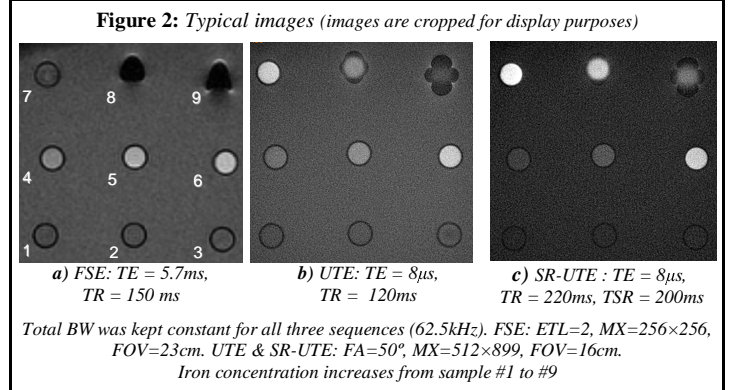 Figure 2: Typical images (images are cropped for display purposes)
7
8
9
4
5
6
1
2
3
a) FSE: TE = 5.7ms,
TR = 150 ms
b) UTE: TE = 8μs,
TR = 120ms
c) SR-UTE : TE = 8μs,
TR = 220ms, TSR = 200ms
Total BW was kept constant for all three sequences (62.5kHz). FSE: ETL=2, MX=256×256,
FOV=23cm. UTE & SR-UTE: FA=50º, MX=512×899, FOV=16cm.
Iron concentration increases from sample #1 to #9